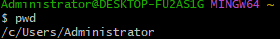 Administrator@DESKTOP-FU2AS1G MINGW64 ~
$ pwd
/c/Users/Administrator